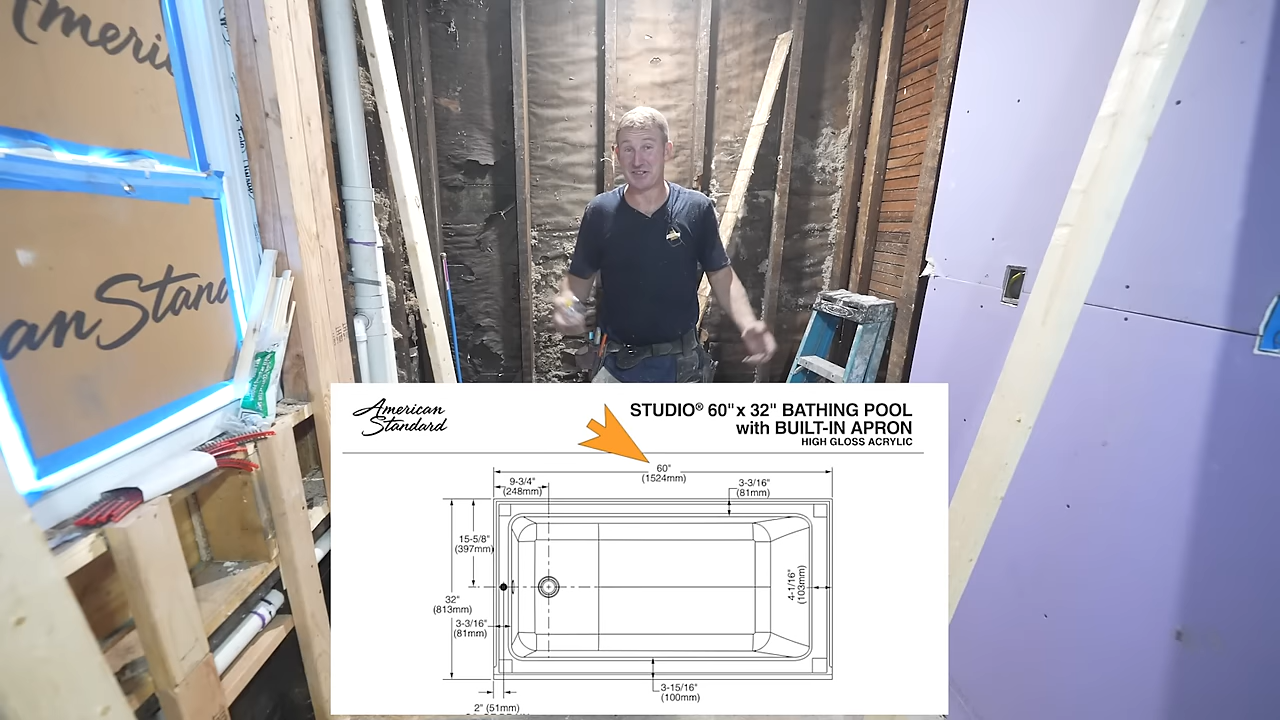 Ameri
an Stand
American
Standard
STUDIO® 60"x 32" BATHING POOL
with BUILT-IN APRON
HIGH GLOSS ACRYLIC
60"
(1524mm)
9-3/4"
(248mm)
3-3/16"
(81mm)
15-5/8"
(397mm)
4-1/16"
(103mm)
32"
(813mm)
3-3/16"
(81mm)
3-15/16"
(100mm)
2" (51mm)